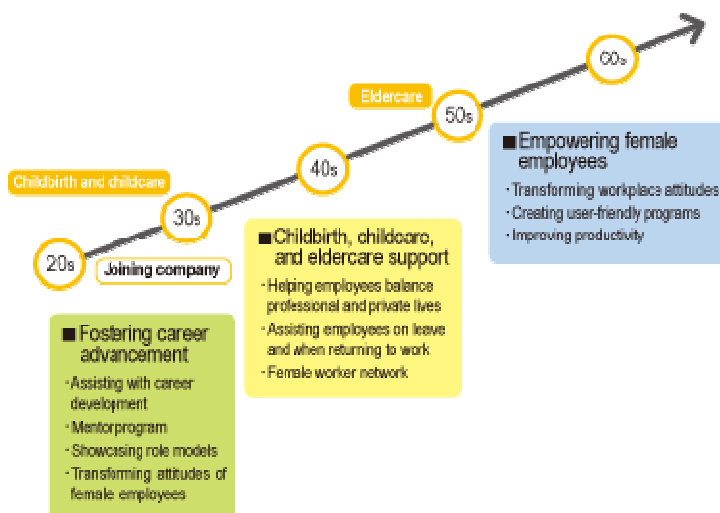 60s
Eldercare
50s
40s
Childbirth and childcare
30s
20s
Joining company
■Empowering female
employees
・Transforming workplace attitudes
・Creating user-friendly programs
・Improving productivity
■Childbirth, childcare,
and eldercare support
・Helping employees balance
professional and private lives
・Assisting employees on leave
and when returning to work
・Female worker network
■Fostering career
advancement
・Assisting with career
development
・Mentorprogram
・Showcasing role models
・Transforming attitudes of
female employees